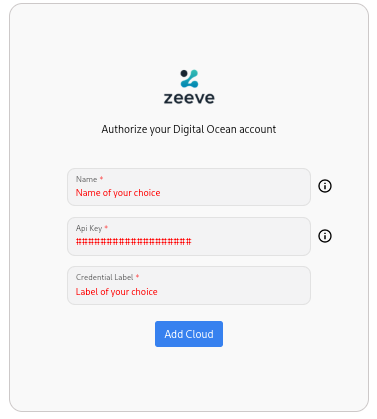 zeeve
Authorize your Digital Ocean account
Name *
Name of your choice
Api Key *
###################
Credential Label *
Label of your choice
Add Cloud